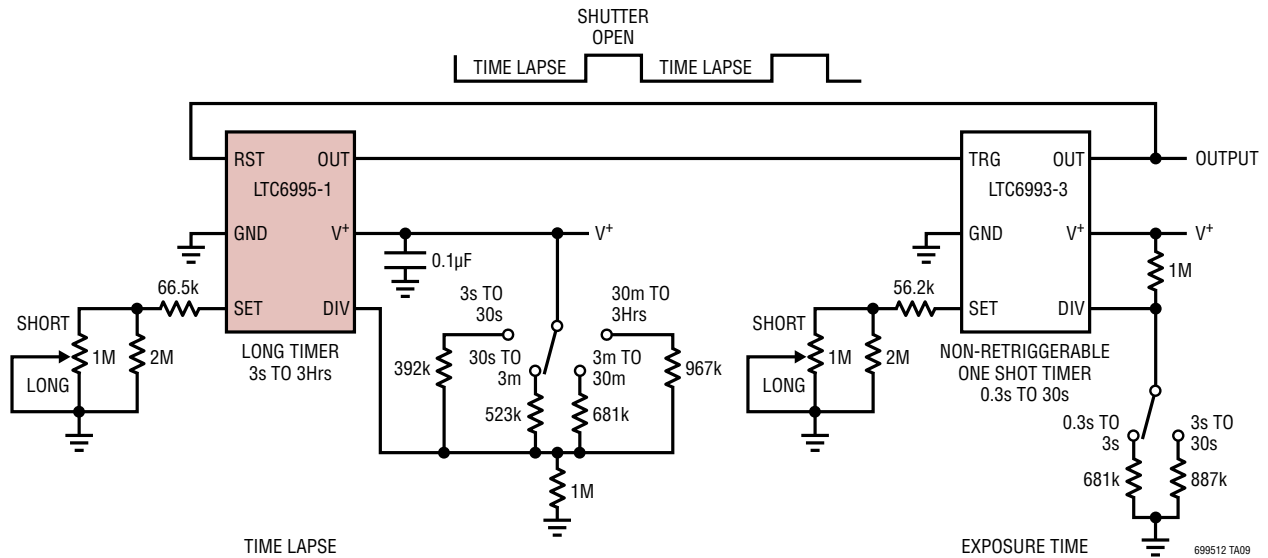 SHUTTER
OPEN
TIME LAPSE
TIME LAPSE
RST
OUT
LTC6995-1
GND
V+
SET
DIV
LONG TIMER
3s TO 3Hrs
66.5k
SHORT
1M
2M
LONG
0.1µF
V+
3s TO
30s
30m TO
3Hrs
392k
30s TO
3m
3m TO
30m
967k
523k
681k
1M
TIME LAPSE
TRG
OUT
OUTPUT
LTC6993-3
GND
V+
V+
1M
SET
DIV
56.2k
SHORT
1M
2M
LONG
NON-RETRIGGERABLE
ONE SHOT TIMER
0.3s TO 30s
0.3s TO
3s
3s TO
30s
681k
887k
EXPOSURE TIME
699512 TA09